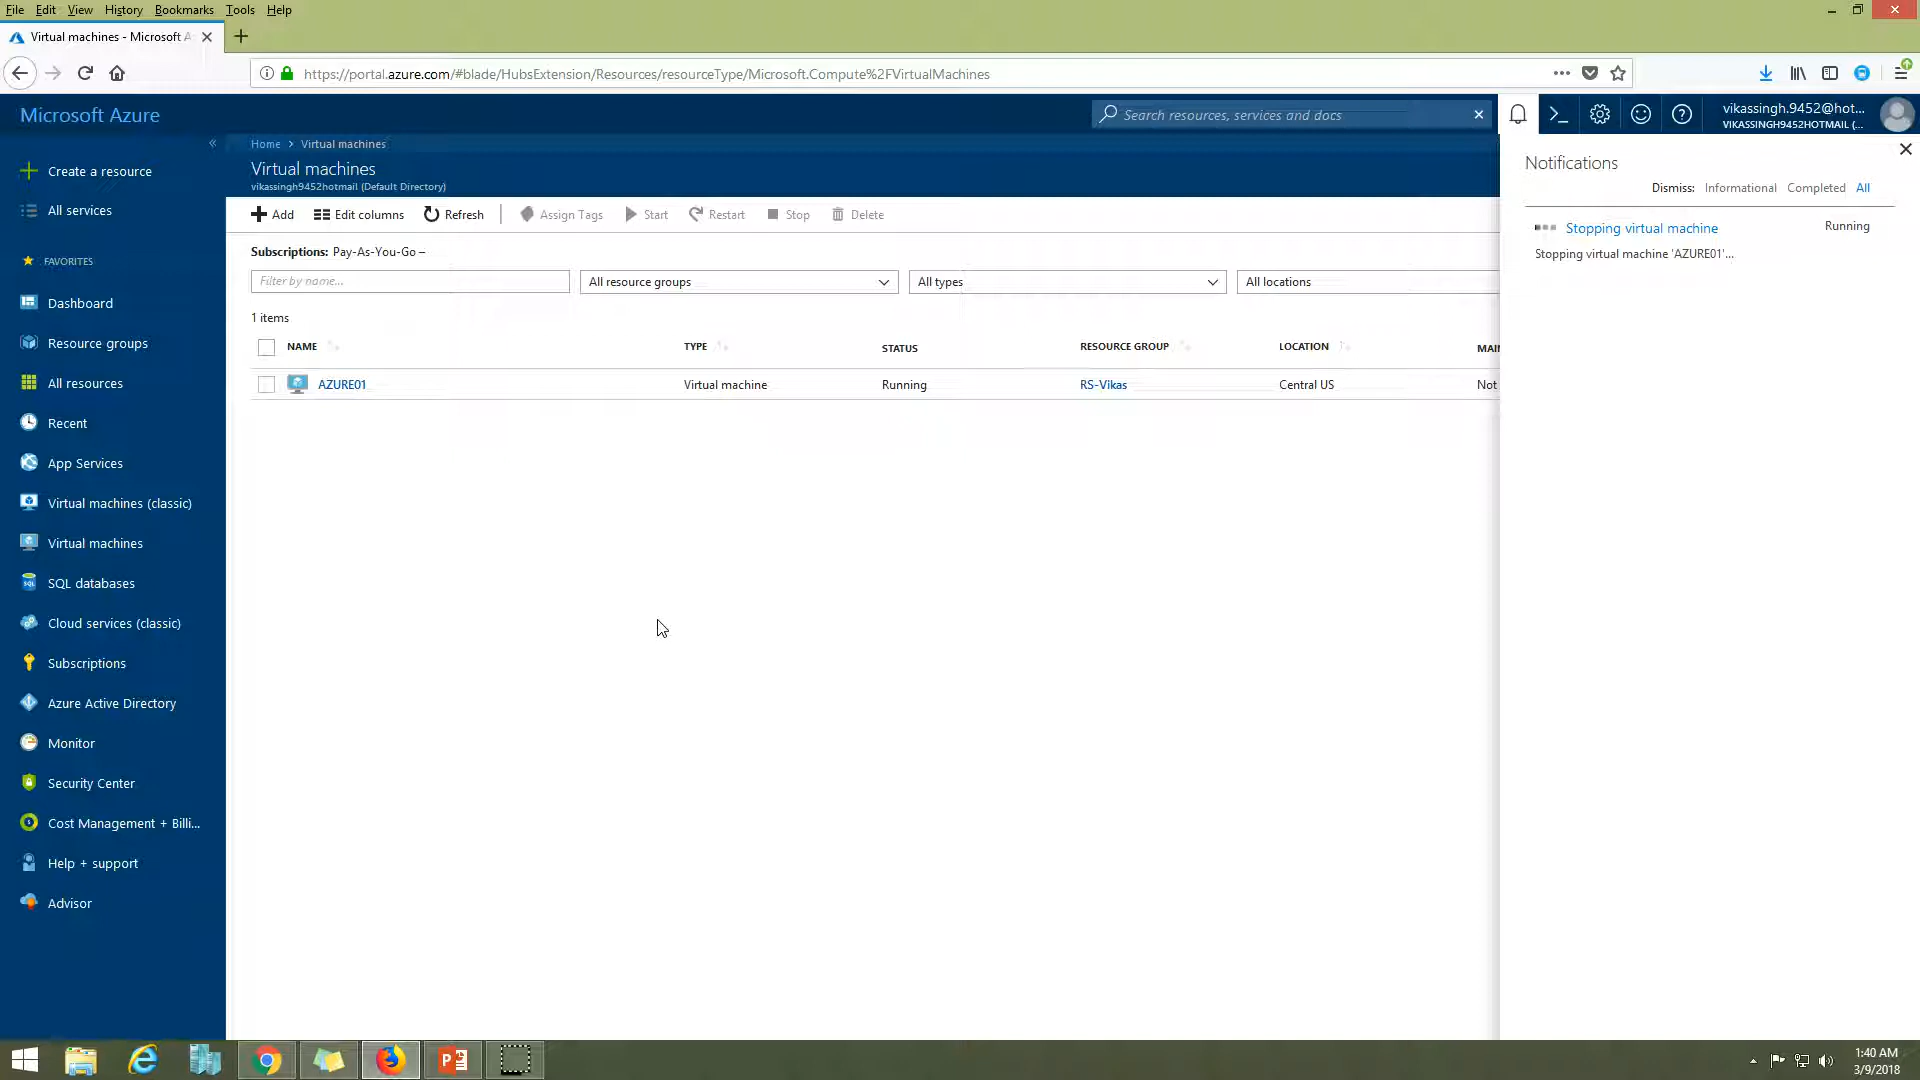 File Edit View History Bookmarks Tools Help
Virtual machines - Microsoft A
https://portal.azure.com/#blade/HubsExtension/Resources/resourceType/Microsoft.Compute%2FVirtualMachines
Microsoft Azure
Search resources, services and docs
vikassingh.9452@hot...
VIKASSINGH9452HOTMAIL (...
Create a resource
All services
FAVORITES
Dashboard
Resource groups
All resources
Recent
App Services
Virtual machines (classic)
Virtual machines
SQL databases
Cloud services (classic)
Subscriptions
Azure Active Directory
Monitor
Security Center
Cost Management + Billi...
Help + support
Advisor
Home > Virtual machines
Virtual machines
vikassingh9452hotmail (Default Directory)
Add Edit columns Refresh Assign Tags Start Restart Stop Delete
Subscriptions: Pay-As-You-Go –
Filter by name... All resource groups All types All locations
1 items
NAME TYPE STATUS RESOURCE GROUP LOCATION MAIN
AZURE01 Virtual machine Running RS-Vikas Central US Not
Notifications
Dismiss: Informational Completed All
Stopping virtual machine Running
Stopping virtual machine 'AZURE01'...
1:40 AM
3/9/2018